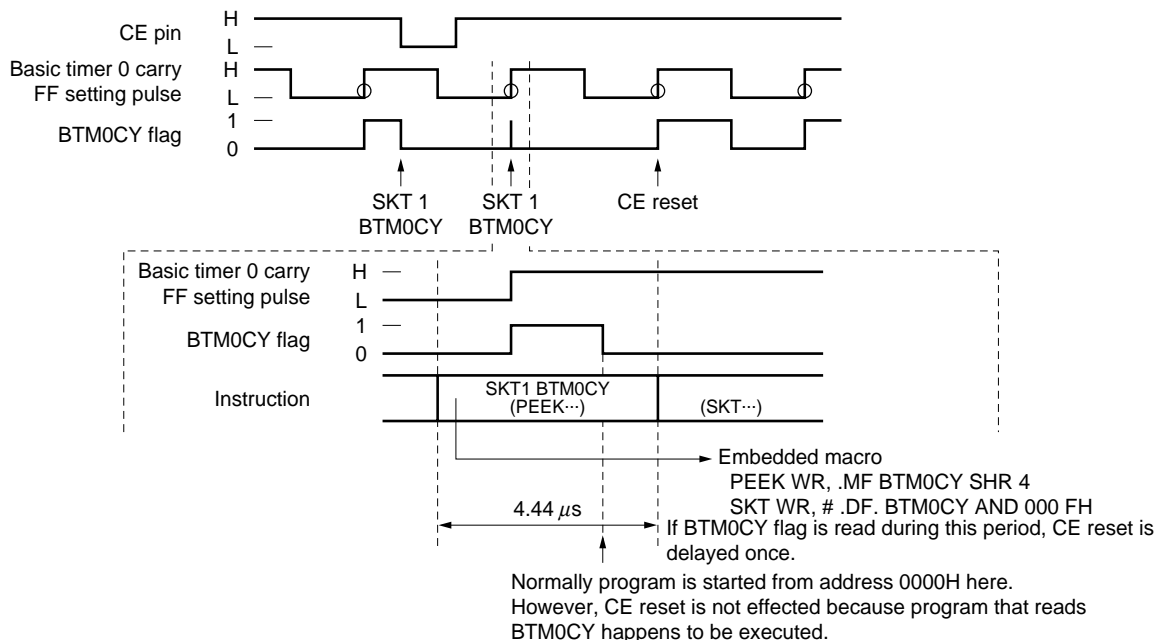 CE pin
H
L
Basic timer 0 carry
FF setting pulse
H
L
BTM0CY flag
1
0
SKT 1
BTM0CY
SKT 1
BTM0CY
CE reset
Basic timer 0 carry
FF setting pulse
H
L
BTM0CY flag
1
0
Instruction
SKT1 BTM0CY
(PEEK···)
(SKT···)
Embedded macro
PEEK WR, .MF BTM0CY SHR 4
SKT WR, # .DF. BTM0CY AND 000 FH
4.44 μs
If BTM0CY flag is read during this period, CE reset is
delayed once.
Normally program is started from address 0000H here.
However, CE reset is not effected because program that reads
BTM0CY happens to be executed.